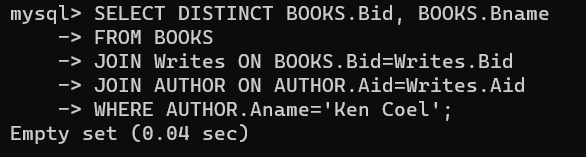 mysql> SELECT DISTINCT BOOKS.Bid, BOOKS.Bname
    -> FROM BOOKS
    -> JOIN Writes ON BOOKS.Bid=Writes.Bid
    -> JOIN AUTHOR ON AUTHOR.Aid=Writes.Aid
    -> WHERE AUTHOR.Aname='Ken Coel';
Empty set (0.04 sec)